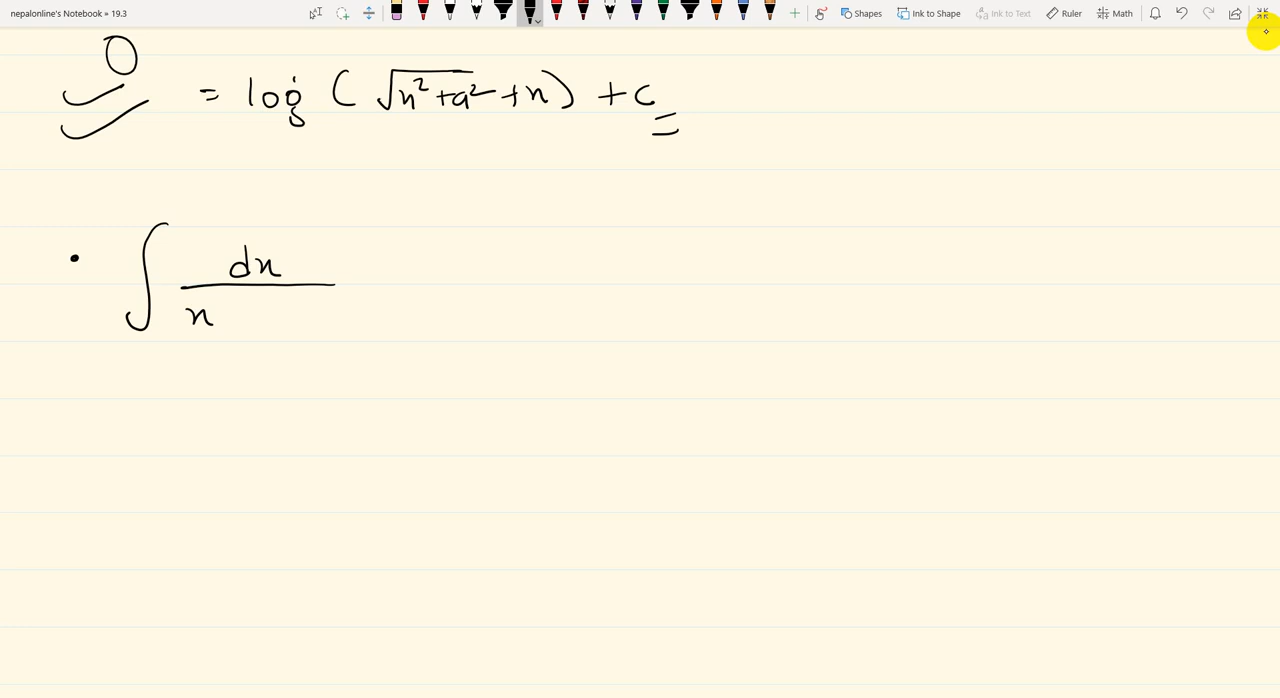 nepalonline's Notebook » 19.3
Shapes Ink to Shape Ink to Text Ruler Math
= log ( √x²+a² + x ) + c
∫ dx
x